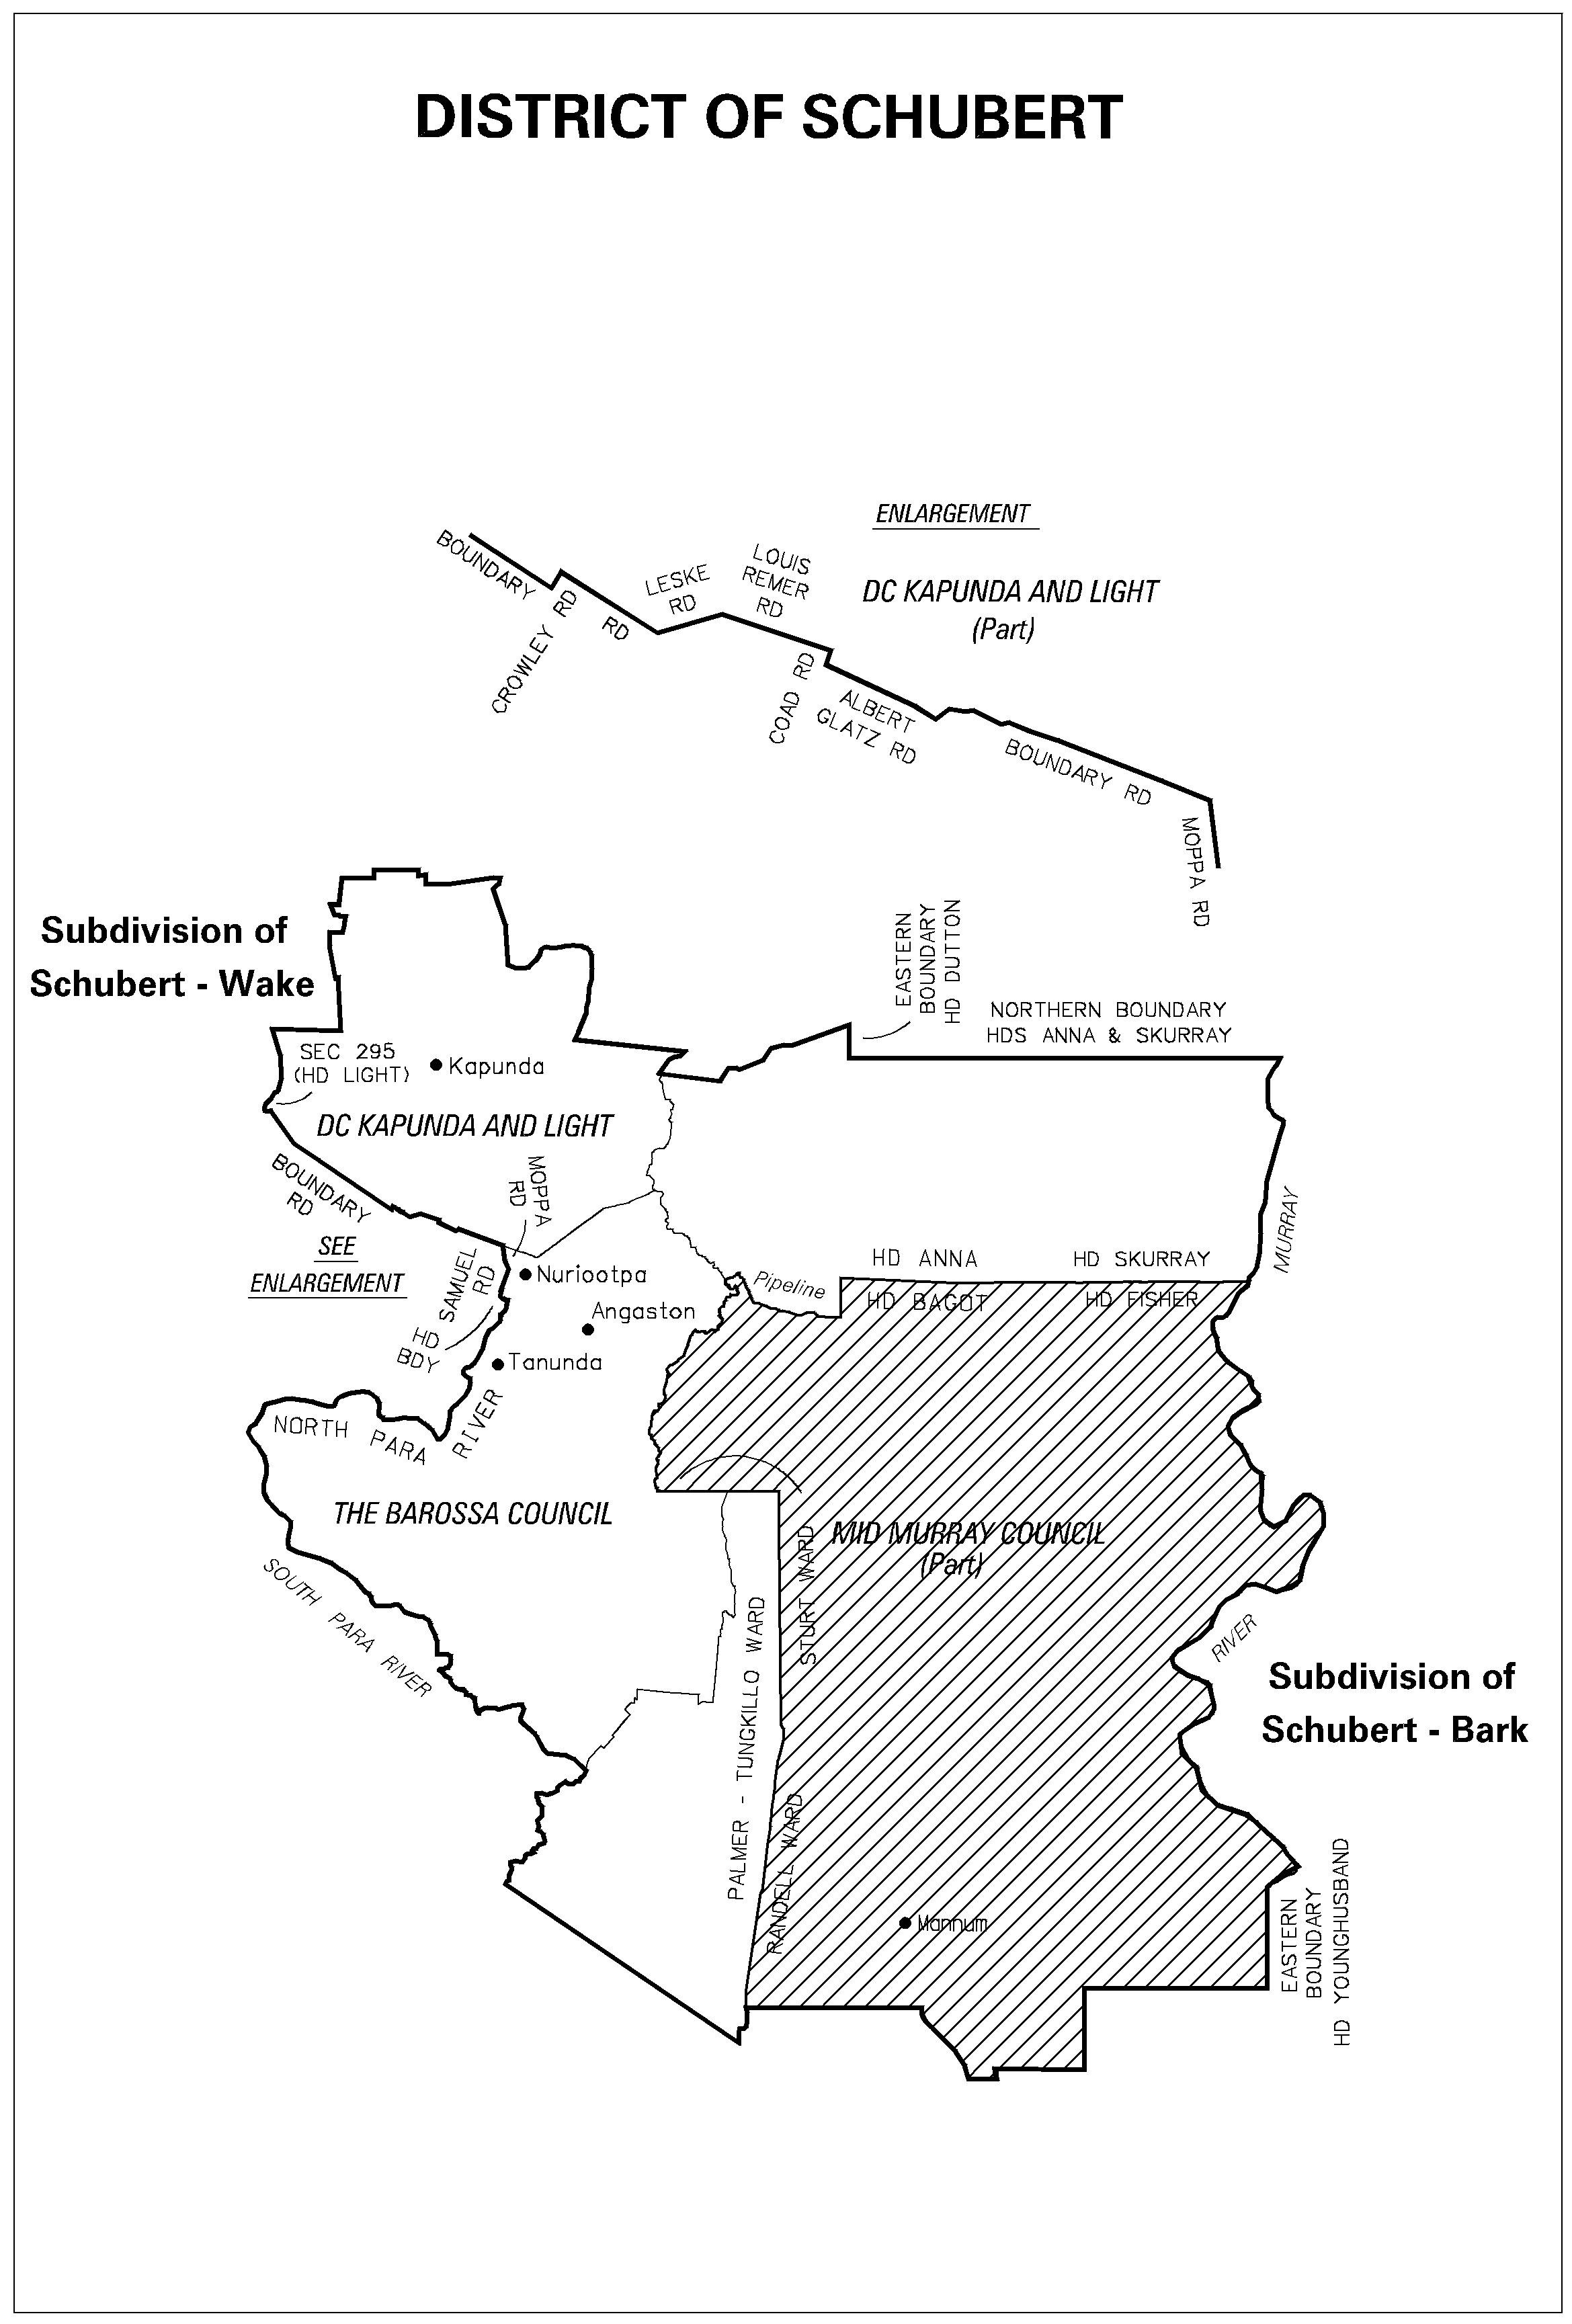 DISTRICT OF SCHUBERT
ENLARGEMENT
DC KAPUNDA AND LIGHT
(Part)
BOUNDARY
RD
CROWLEY RD
LESKE
RD
LOUIS
REMER
RD
COAD RD
ALBERT
GLATZ RD
BOUNDARY RD
MOPPA RD
Subdivision of
Schubert - Wake
EASTERN
BOUNDARY
HD DUTTON
NORTHERN BOUNDARY
HDS ANNA & SKURRAY
SEC 295
(HD LIGHT)
Kapunda
DC KAPUNDA AND LIGHT
BOUNDARY
RD
MOPPA
RD
SEE
ENLARGEMENT
SAMUEL
RD
HD
BDY
Nuriootpa
Angaston
Tanunda
Pipeline
HD ANNA
HD SKURRAY
HD BAGOT
HD FISHER
MURRAY
NORTH PARA RIVER
THE BAROSSA COUNCIL
MID MURRAY COUNCIL
(Part)
SOUTH PARA RIVER
STURT WARD
PALMER - TUNGKILLO WARD
RANDELL WARD
RIVER
Subdivision of
Schubert - Bark
Mannum
EASTERN
BOUNDARY
HD YOUNGHUSBAND